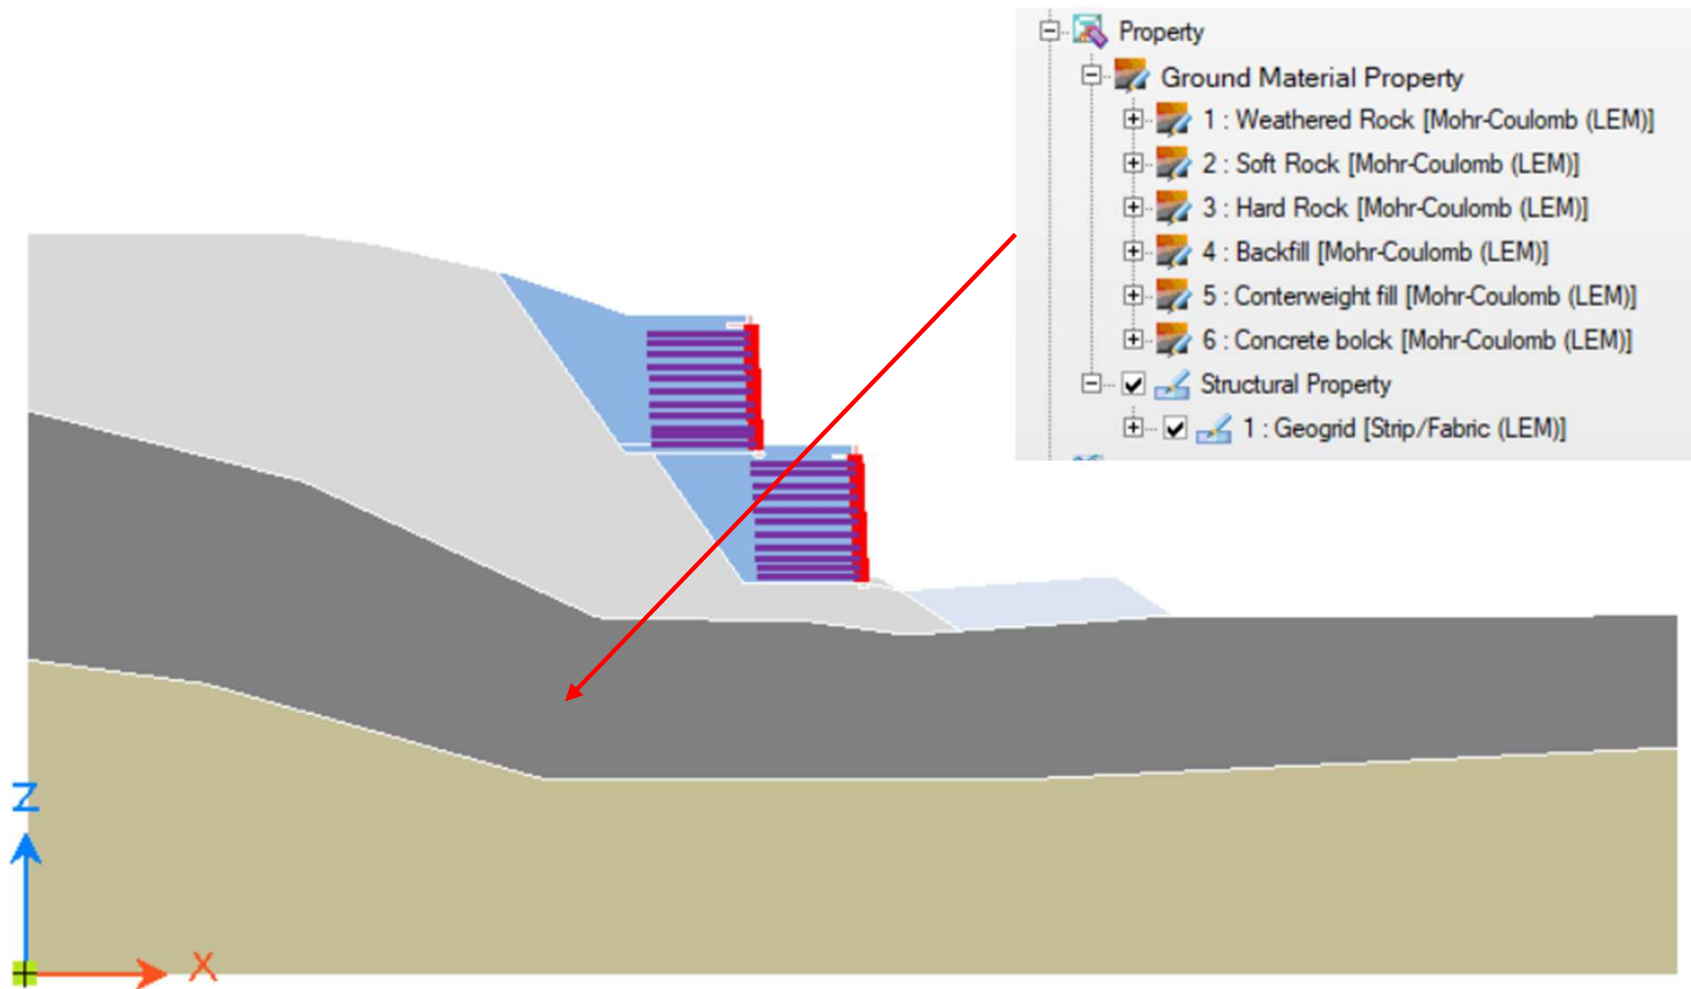 Property
Ground Material Property
1 : Weathered Rock [Mohr-Coulomb (LEM)]
2 : Soft Rock [Mohr-Coulomb (LEM)]
3 : Hard Rock [Mohr-Coulomb (LEM)]
4 : Backfill [Mohr-Coulomb (LEM)]
5 : Conterweight fill [Mohr-Coulomb (LEM)]
6 : Concrete bolck [Mohr-Coulomb (LEM)]
Structural Property
1 : Geogrid [Strip/Fabric (LEM)]
Z
X